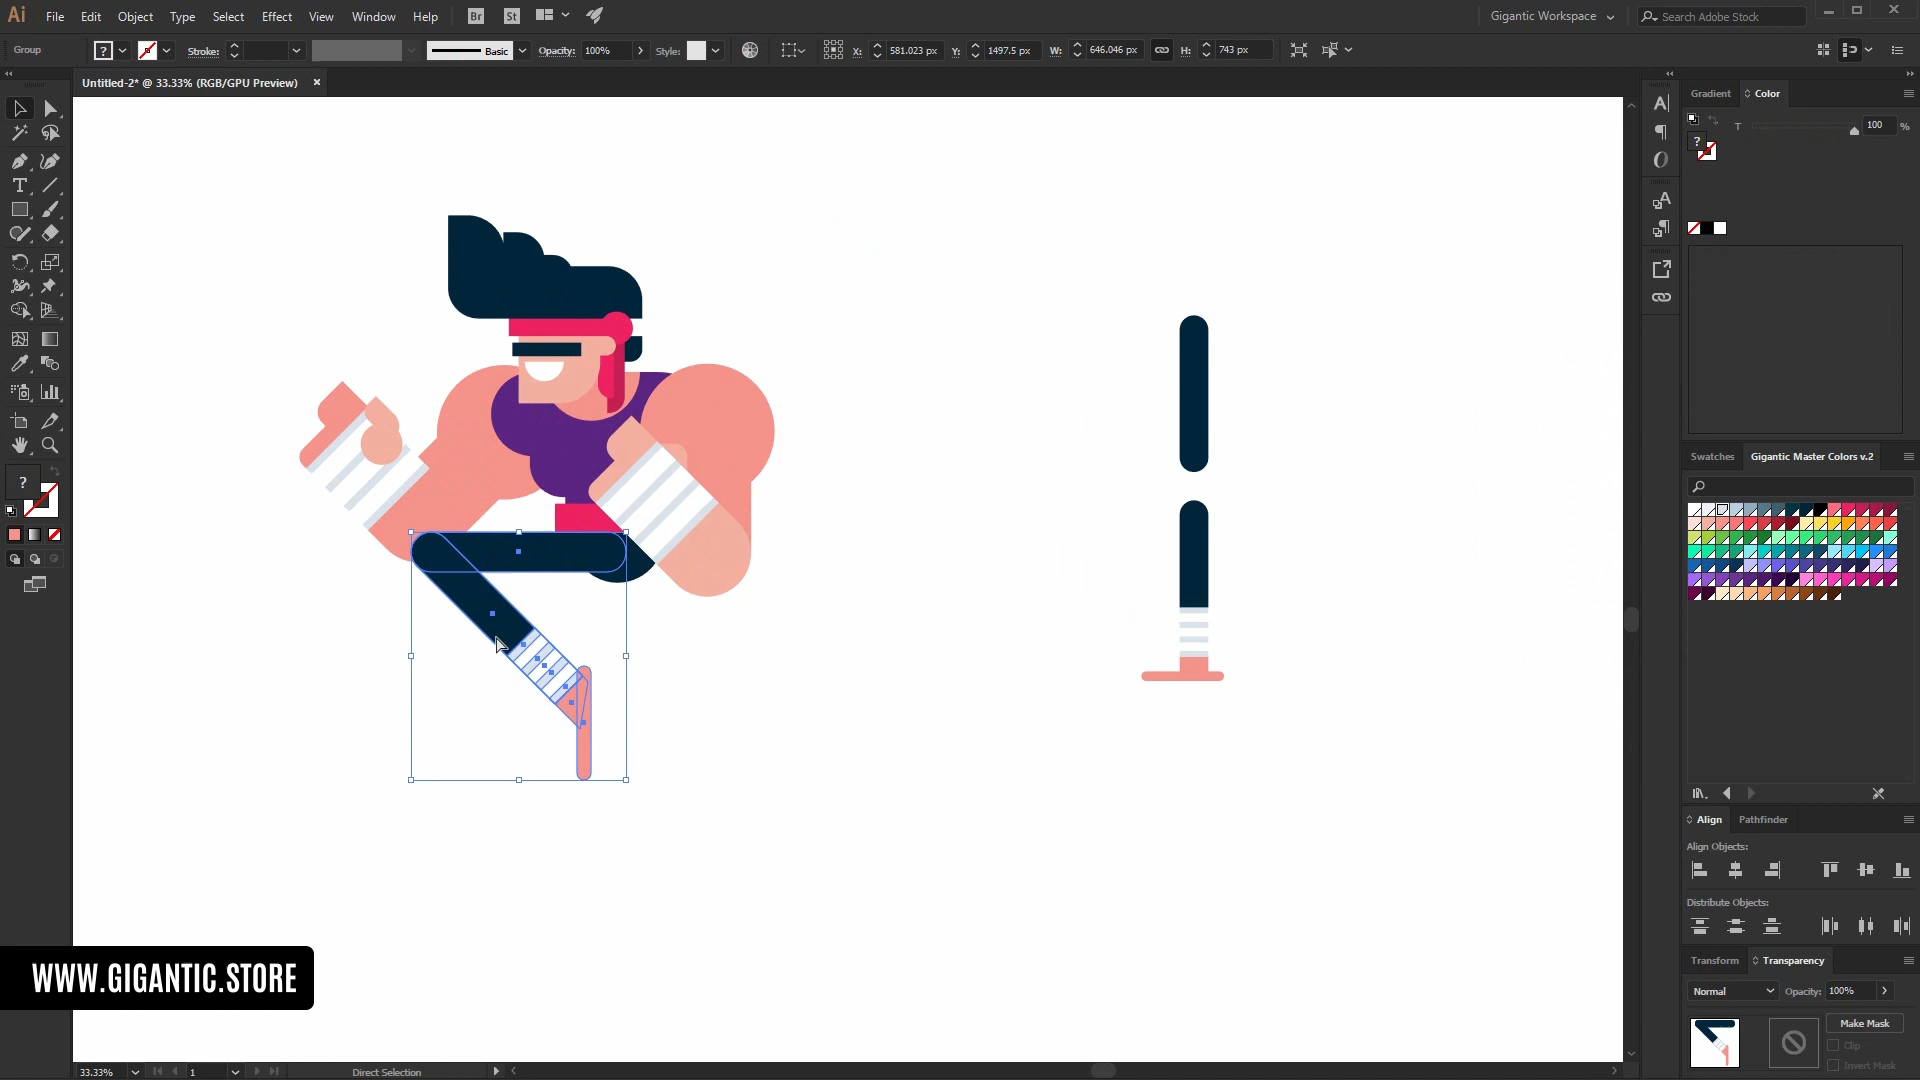 Ai File Edit Object Type Select Effect View Window Help Br St Gigantic Workspace Search Adobe Stock
Group ? Stroke: Basic Opacity: 100% Style: X: 581.023 px Y: 1497.5 px W: 646.046 px H: 743 px
Untitled-2* @ 33.33% (RGB/GPU Preview)
Gradient Color
T 100 %
?
Swatches Gigantic Master Colors v.2
?
Align Pathfinder
Align Objects:
Distribute Objects:
Transform Transparency
Normal Opacity: 100%
Make Mask
Clip
Invert Mask
WWW.GIGANTIC.STORE
33.33% 1 Direct Selection